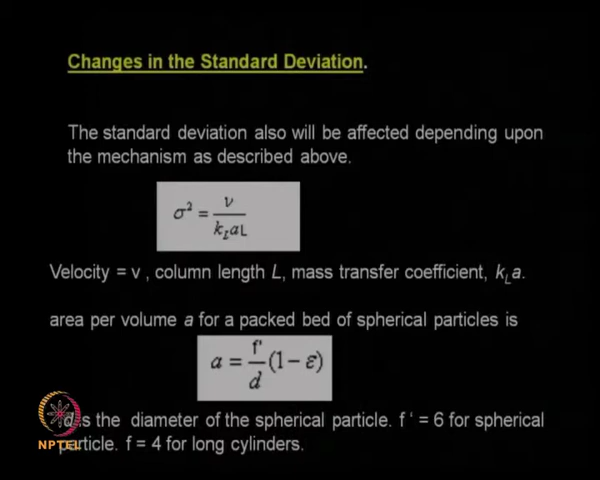 Changes in the Standard Deviation.
The standard deviation also will be affected depending upon
the mechanism as described above.
σ² = v / k_L aL
Velocity = v , column length L, mass transfer coefficient, k_L a.
area per volume a for a packed bed of spherical particles is
a = f' / d (1 − ε)
is the diameter of the spherical particle. f ' = 6 for spherical
particle. f = 4 for long cylinders.
NPTEL